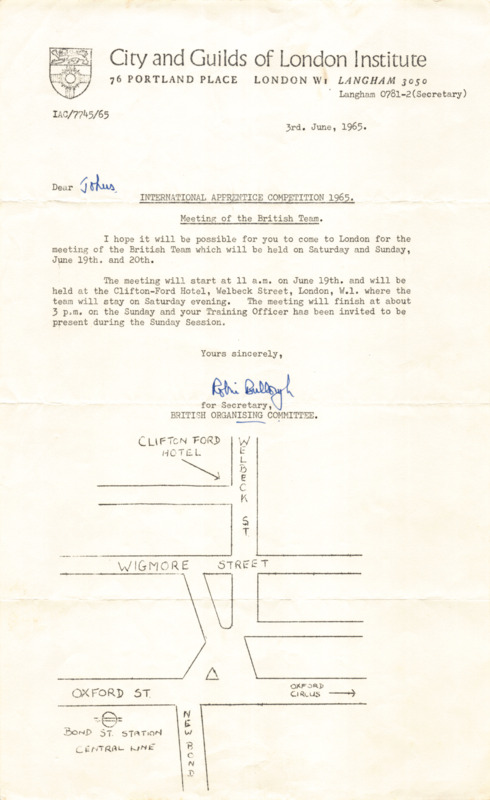 City and Guilds of London Institute
76 PORTLAND PLACE LONDON W1 LANGHAM 3050
Langham 0781-2(Secretary)
IAC/7745/65
3rd. June, 1965.
Dear Johns
INTERNATIONAL APPRENTICE COMPETITION 1965.
Meeting of the British Team.
I hope it will be possible for you to come to London for the
meeting of the British Team which will be held on Saturday and Sunday,
June 19th. and 20th.
The meeting will start at 11 a.m. on June 19th. and will be
held at the Clifton-Ford Hotel, Welbeck Street, London, W.1. where the
team will stay on Saturday evening. The meeting will finish at about
3 p.m. on the Sunday and your Training Officer has been invited to be
present during the Sunday Session.
Yours sincerely,
Robin Bullough
for Secretary,
BRITISH ORGANISING COMMITTEE.
CLIFTON FORD
HOTEL
WELBECK ST
WIGMORE STREET
OXFORD ST.
OXFORD
CIRCUS
BOND ST. STATION
CENTRAL LINE
NEW BOND